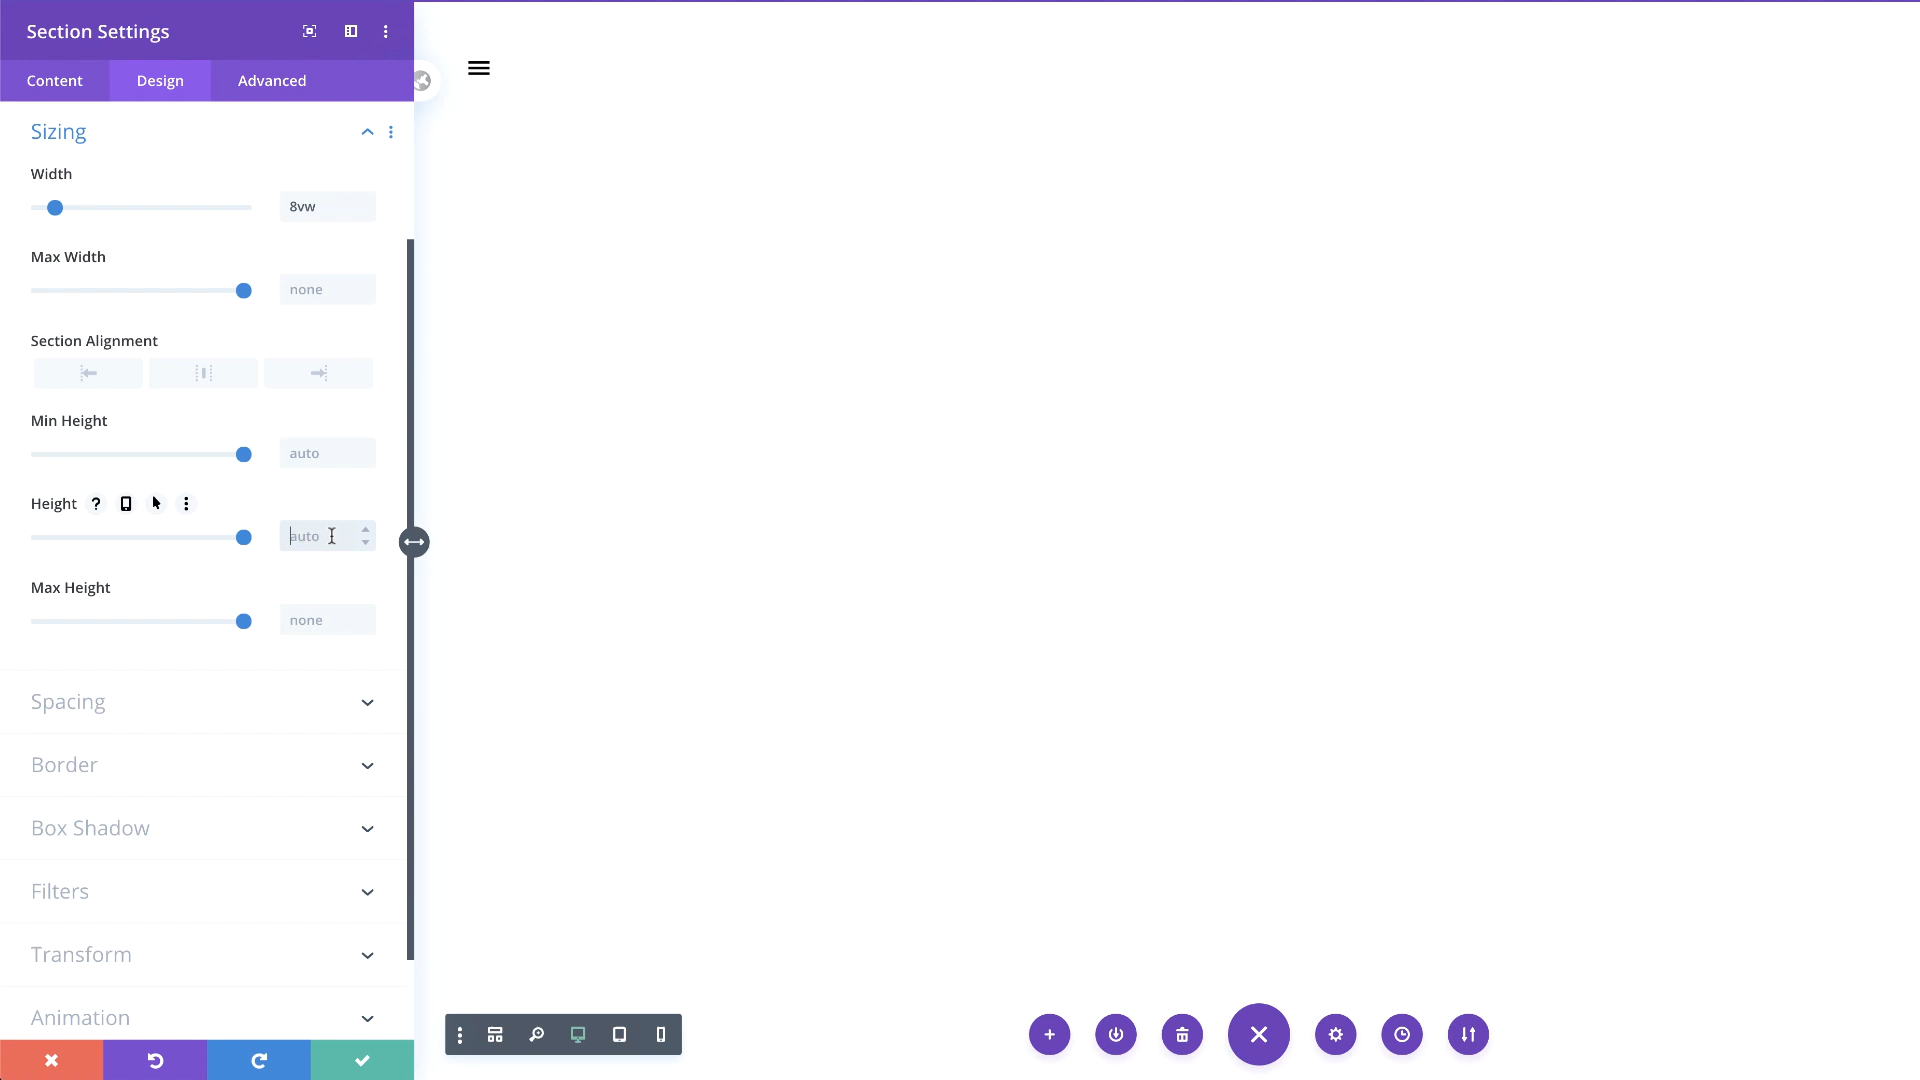 Section Settings
Content Design Advanced
Sizing
Width
8vw
Max Width
none
Section Alignment
Min Height
auto
Height ?
auto
Max Height
none
Spacing
Border
Box Shadow
Filters
Transform
Animation